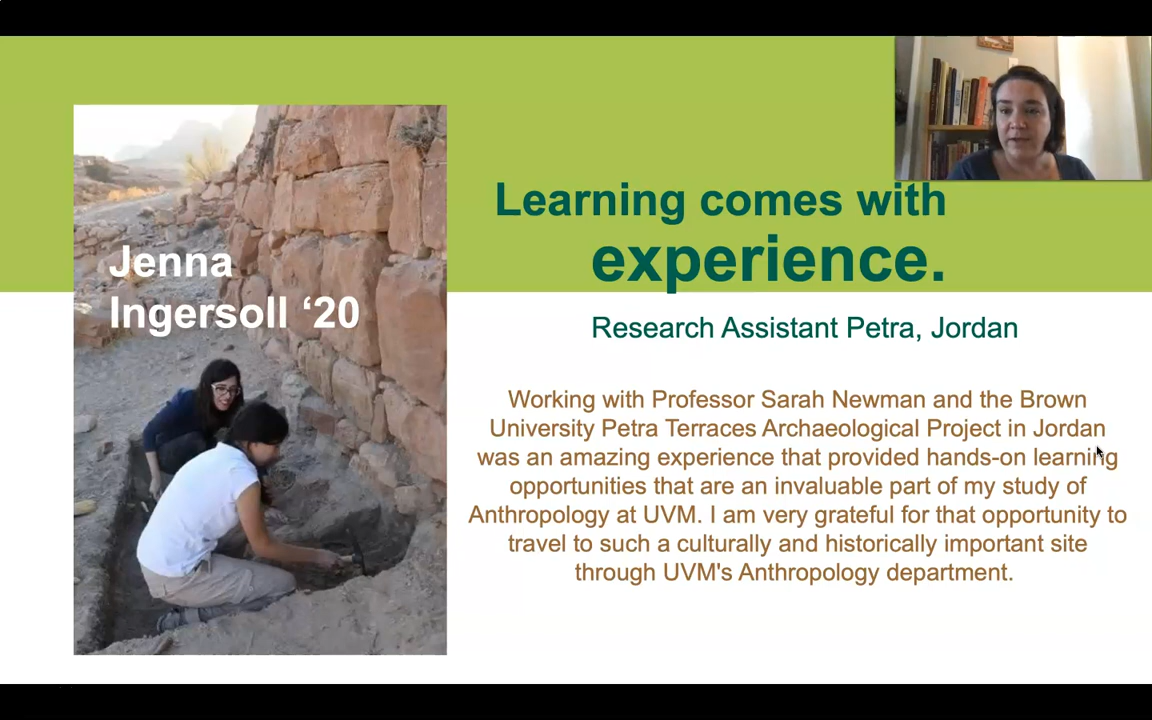 Learning comes with
experience.
Jenna
Ingersoll ‘20
Research Assistant Petra, Jordan
Working with Professor Sarah Newman and the Brown
University Petra Terraces Archaeological Project in Jordan
was an amazing experience that provided hands-on learning
opportunities that are an invaluable part of my study of
Anthropology at UVM. I am very grateful for that opportunity to
travel to such a culturally and historically important site
through UVM's Anthropology department.